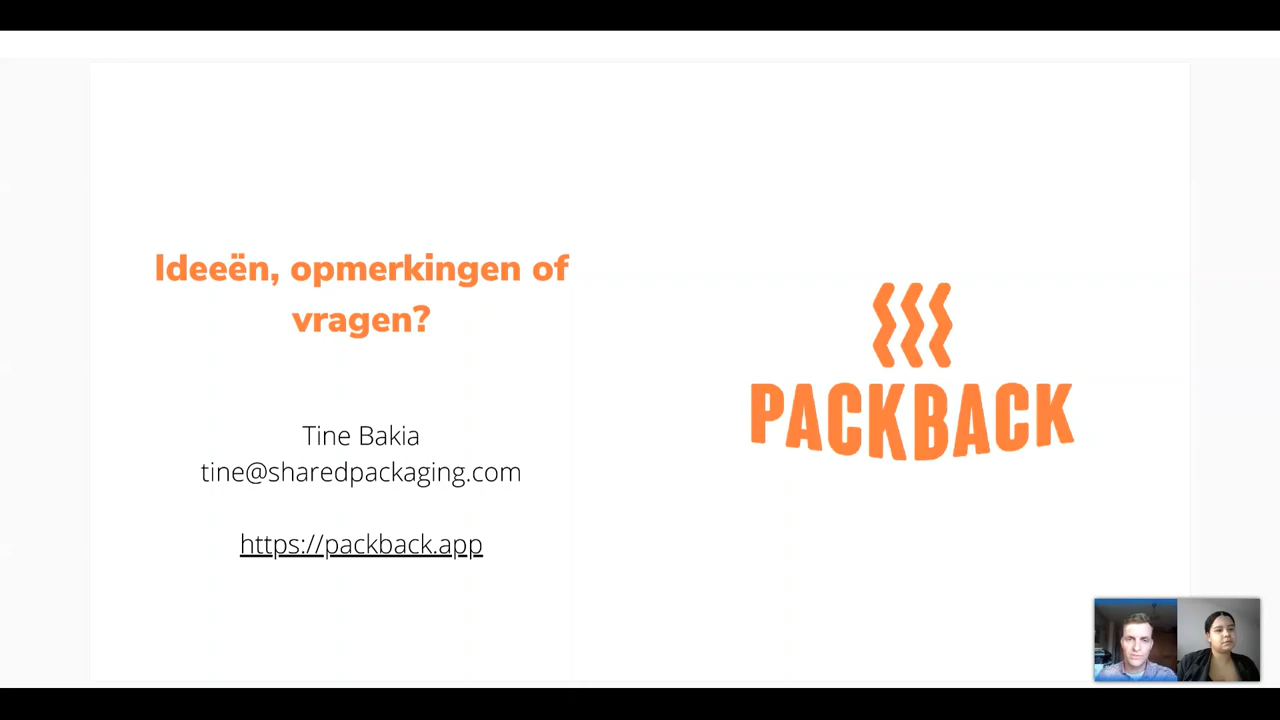 Ideeën, opmerkingen of
vragen?
Tine Bakia
tine@sharedpackaging.com
https://packback.app
PACKBACK